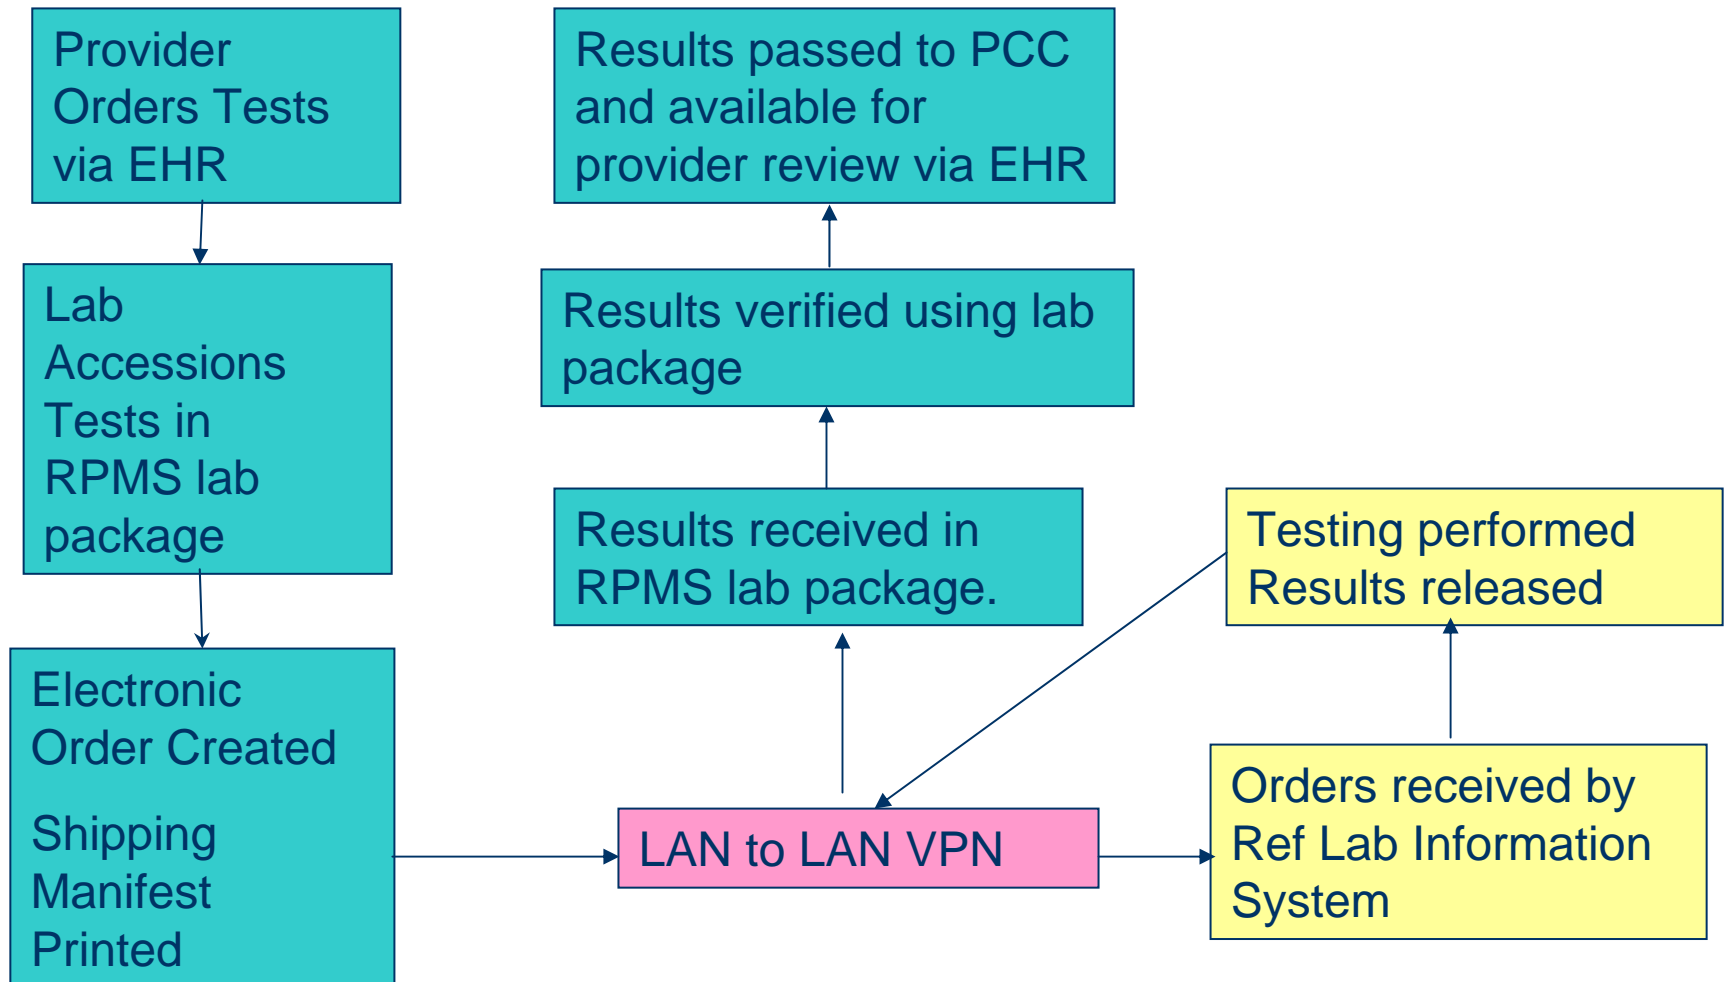 Provider
Orders Tests
via EHR
Lab
Accessions
Tests in
RPMS lab
package
Electronic
Order Created
Shipping
Manifest
Printed
Results passed to PCC
and available for
provider review via EHR
Results verified using lab
package
Results received in
RPMS lab package.
LAN to LAN VPN
Testing performed
Results released
Orders received by
Ref Lab Information
System